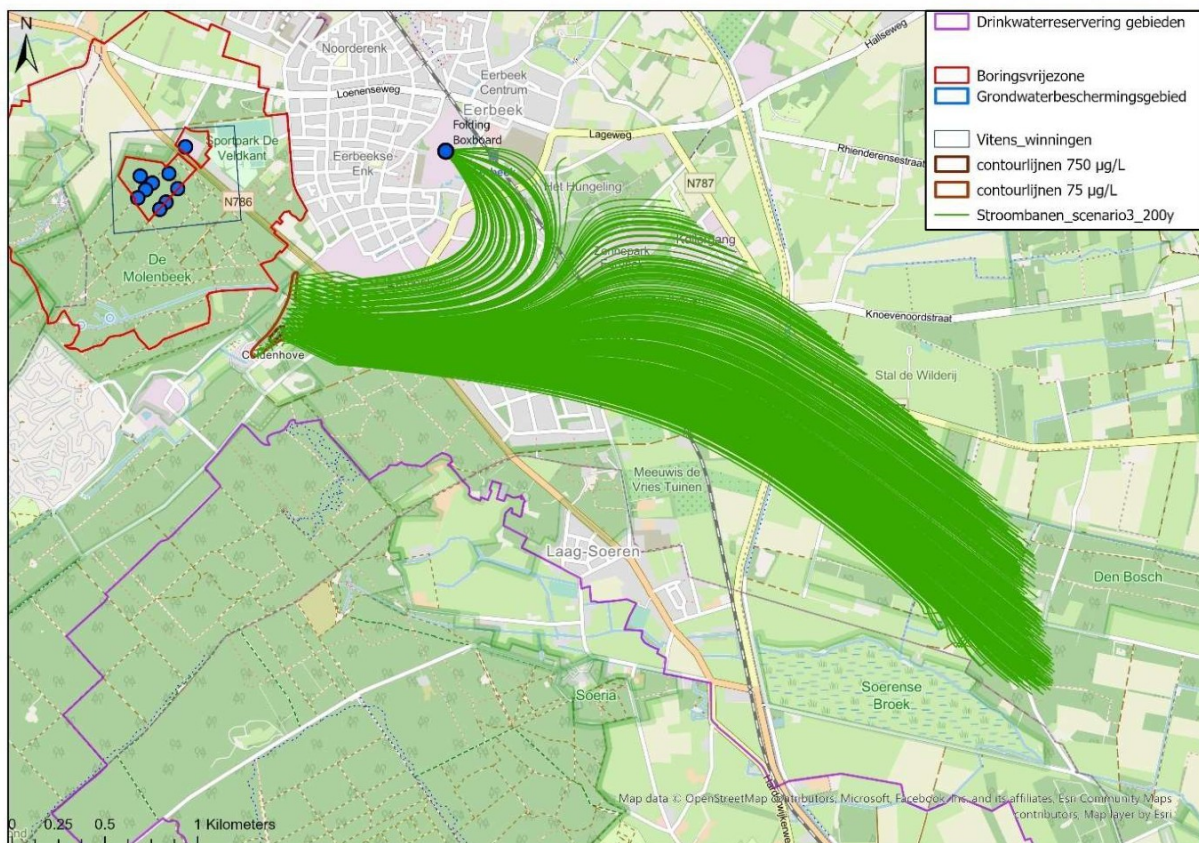 N
Drinkwaterreservering gebieden
Boringsvrijezone
Grondwaterbeschermingsgebied
Vitens_winningen
contourlijnen 750 µg/L
contourlijnen 75 µg/L
Stroombanen_scenario3_200y
Hallseweg
Noorderenk
Loenenseweg
Eerbeek
Centrum
Eerbeek
Folding
Boxboard
Lageweg
Rhienderensestraat
Sportpark De
Veldkant
Eerbeekse
Enk
Het Hungeling
N787
N786
De
Molenbeek
Knoevenoordstraat
Coldenhove
Stal de Wilderij
Meeuwis de
Vries Tuinen
Laag-Soeren
Den Bosch
Soeria
Soerense
Broek
Map data © OpenStreetMap contributors, Microsoft, Facebook, Inc. and its affiliates, Esri Community Maps
contributors, Map layer by Esri
0 0.25 0.5 1 Kilometers